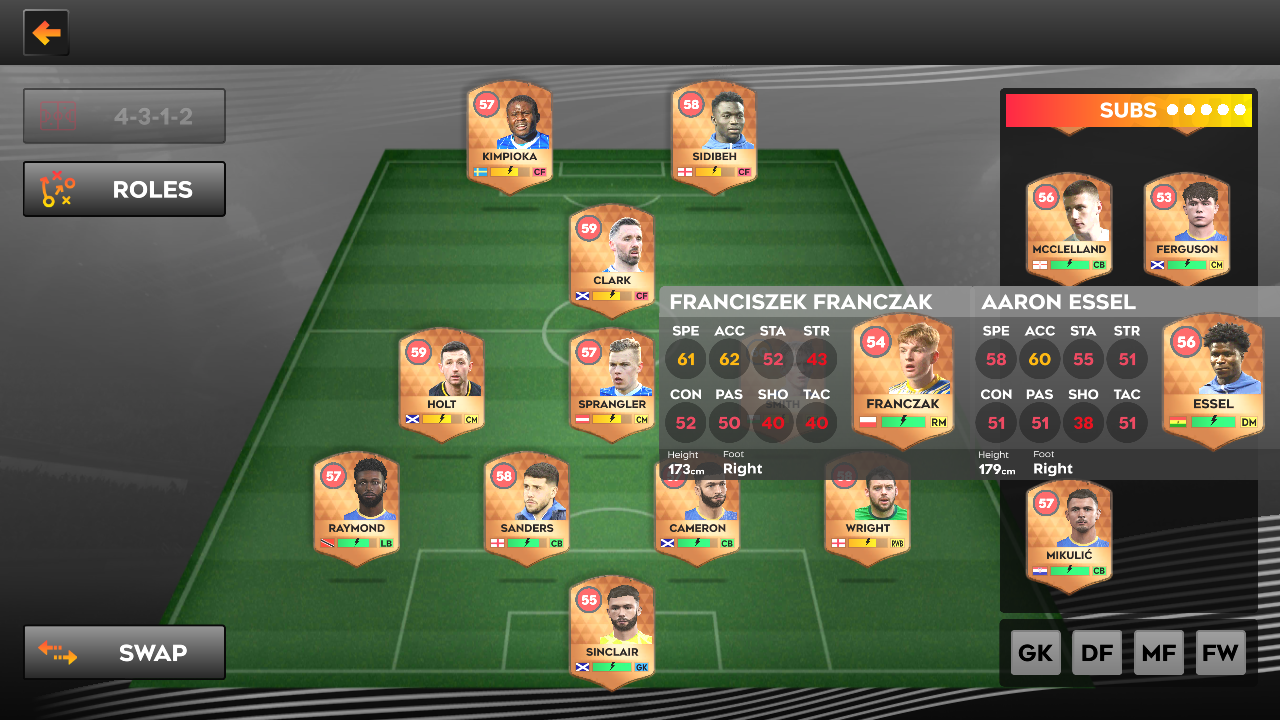 4-3-1-2
ROLES
SUBS
57
KIMPIOKA
CF
58
SIDIBEH
CF
59
CLARK
CF
56
MCCLELLAND
CB
53
FERGUSON
CM
FRANCISZEK FRANCZAK
SPE ACC STA STR
61 62 52 43
CON PAS SHO TAC
52 50 40 40
Height Foot
173cm Right
54
FRANCZAK
RM
AARON ESSEL
SPE ACC STA STR
58 60 55 51
CON PAS SHO TAC
51 51 38 51
Height Foot
179cm Right
56
ESSEL
DM
59
HOLT
CM
57
SPRANGLER
CM
SMITH
57
RAYMOND
LB
58
SANDERS
CB
CAMERON
CB
WRIGHT
RWB
57
MIKULIĆ
CB
55
SINCLAIR
GK
SWAP
GK DF MF FW